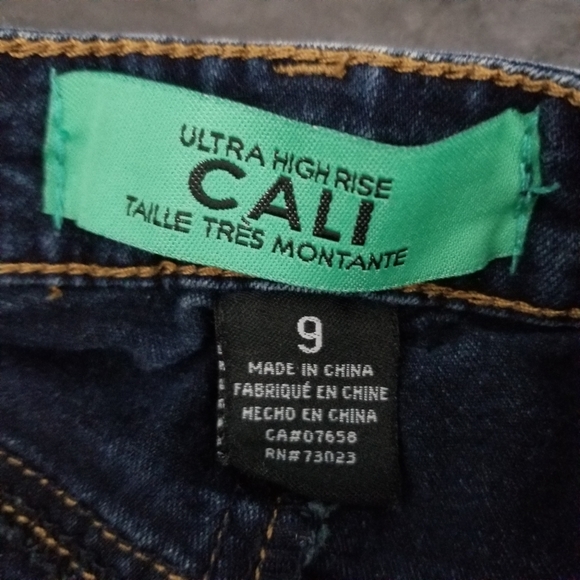 ULTRA HIGH RISE
CALI
TAILLE TRÈS MONTANTE
9
MADE IN CHINA
FABRIQUÉ EN CHINE
HECHO EN CHINA
CA#07658
RN#73023